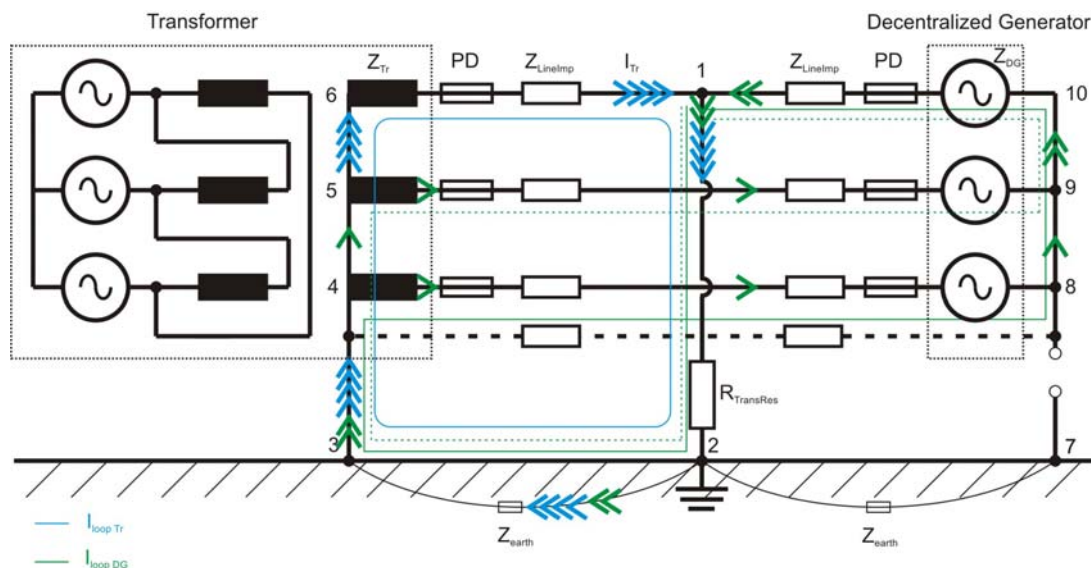 Transformer
Decentralized Generator
Z_Tr PD Z_LineImp I_Tr 1 Z_LineImp PD Z_DG
6
10
5
9
4
8
R_TransRes
3
2
7
Z_earth
Z_earth
I_loop Tr
I_loop DG